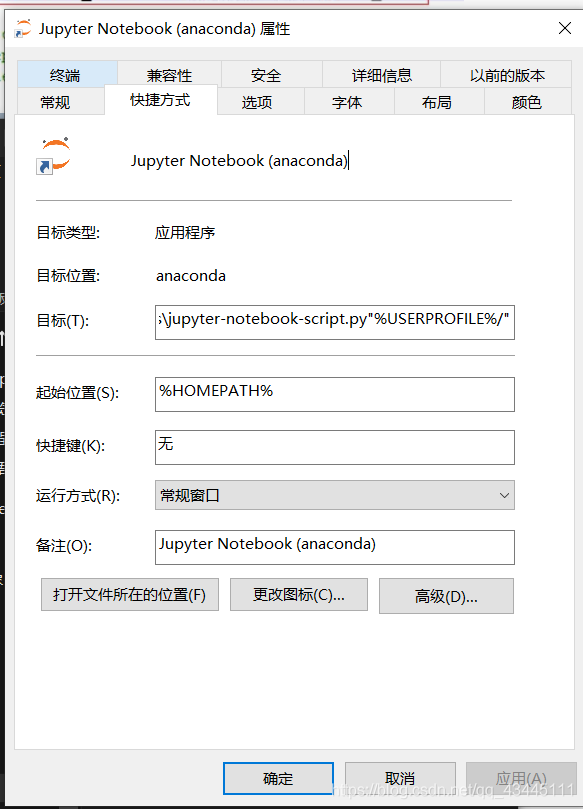 Jupyter Notebook (anaconda) 属性
终端 兼容性 安全 详细信息 以前的版本
常规 快捷方式 选项 字体 布局 颜色
Jupyter Notebook (anaconda)
目标类型: 应用程序
目标位置: anaconda
目标(T): s\jupyter-notebook-script.py"%USERPROFILE%/"
起始位置(S): %HOMEPATH%
快捷键(K): 无
运行方式(R): 常规窗口
备注(O): Jupyter Notebook (anaconda)
打开文件所在的位置(F) 更改图标(C)... 高级(D)...
确定 取消 应用(A)
https://blog.csdn.net/qq_43445111